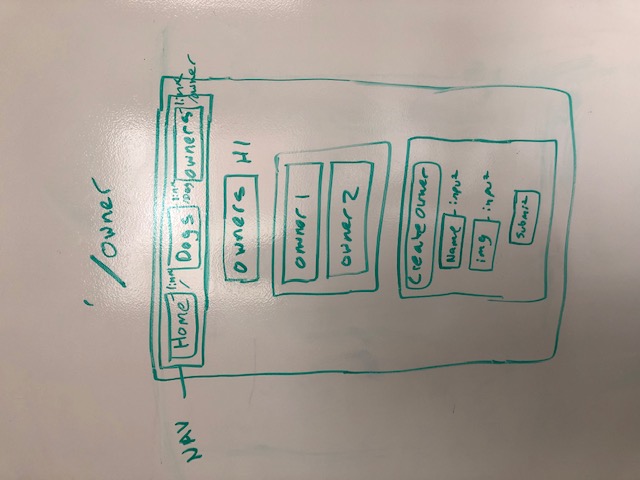 /owner
NAV Home link / Dogs link /Dogs owners link /owner
owners H1
owner 1
owner 2
Create owner
Name - input
img - input
Submit